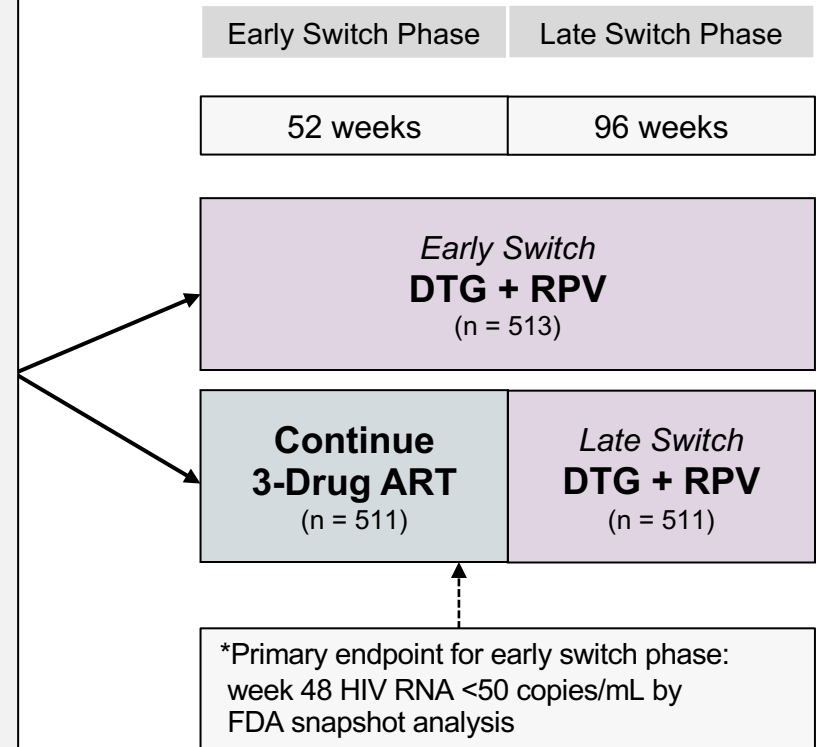 Early Switch Phase
Late Switch Phase
52 weeks
96 weeks
Early Switch
DTG + RPV
(n = 513)
Continue
3-Drug ART
(n = 511)
Late Switch
DTG + RPV
(n = 511)
*Primary endpoint for early switch phase:
week 48 HIV RNA <50 copies/mL by
FDA snapshot analysis